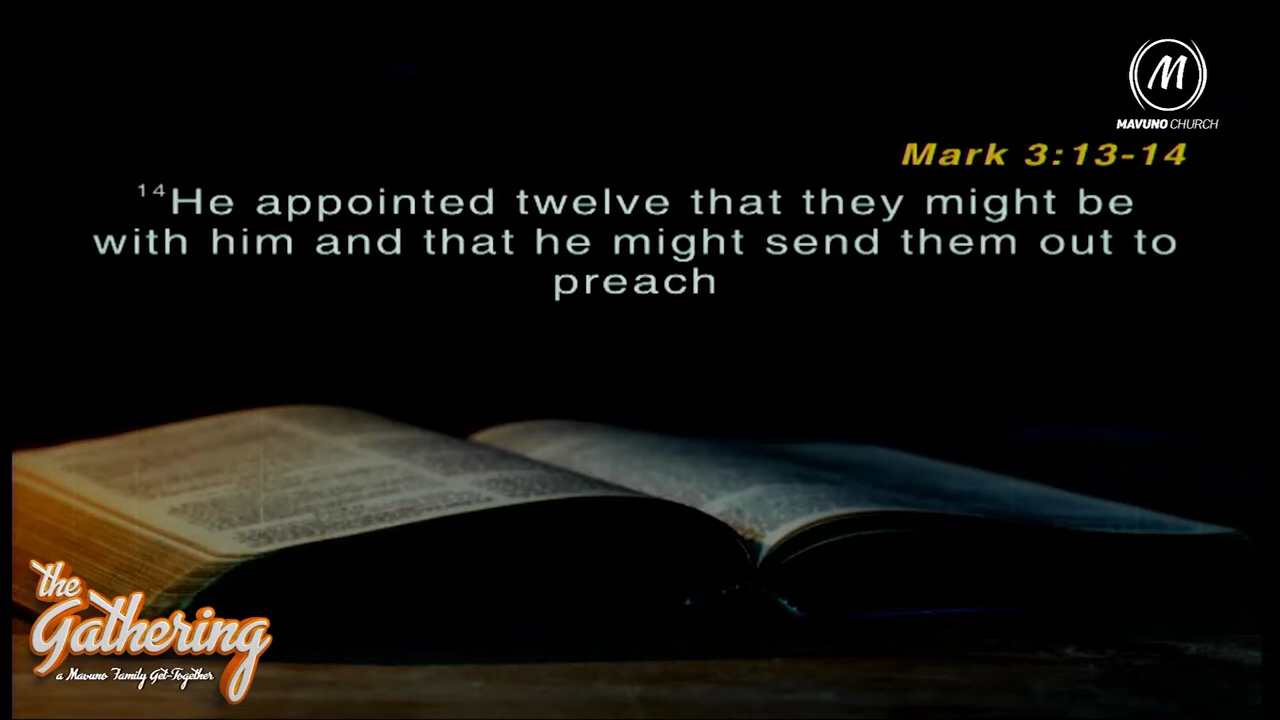 M
MAVUNO CHURCH
Mark 3:13-14
14He appointed twelve that they might be
with him and that he might send them out to
preach
the
Gathering
a Mavuno Family Get-Together